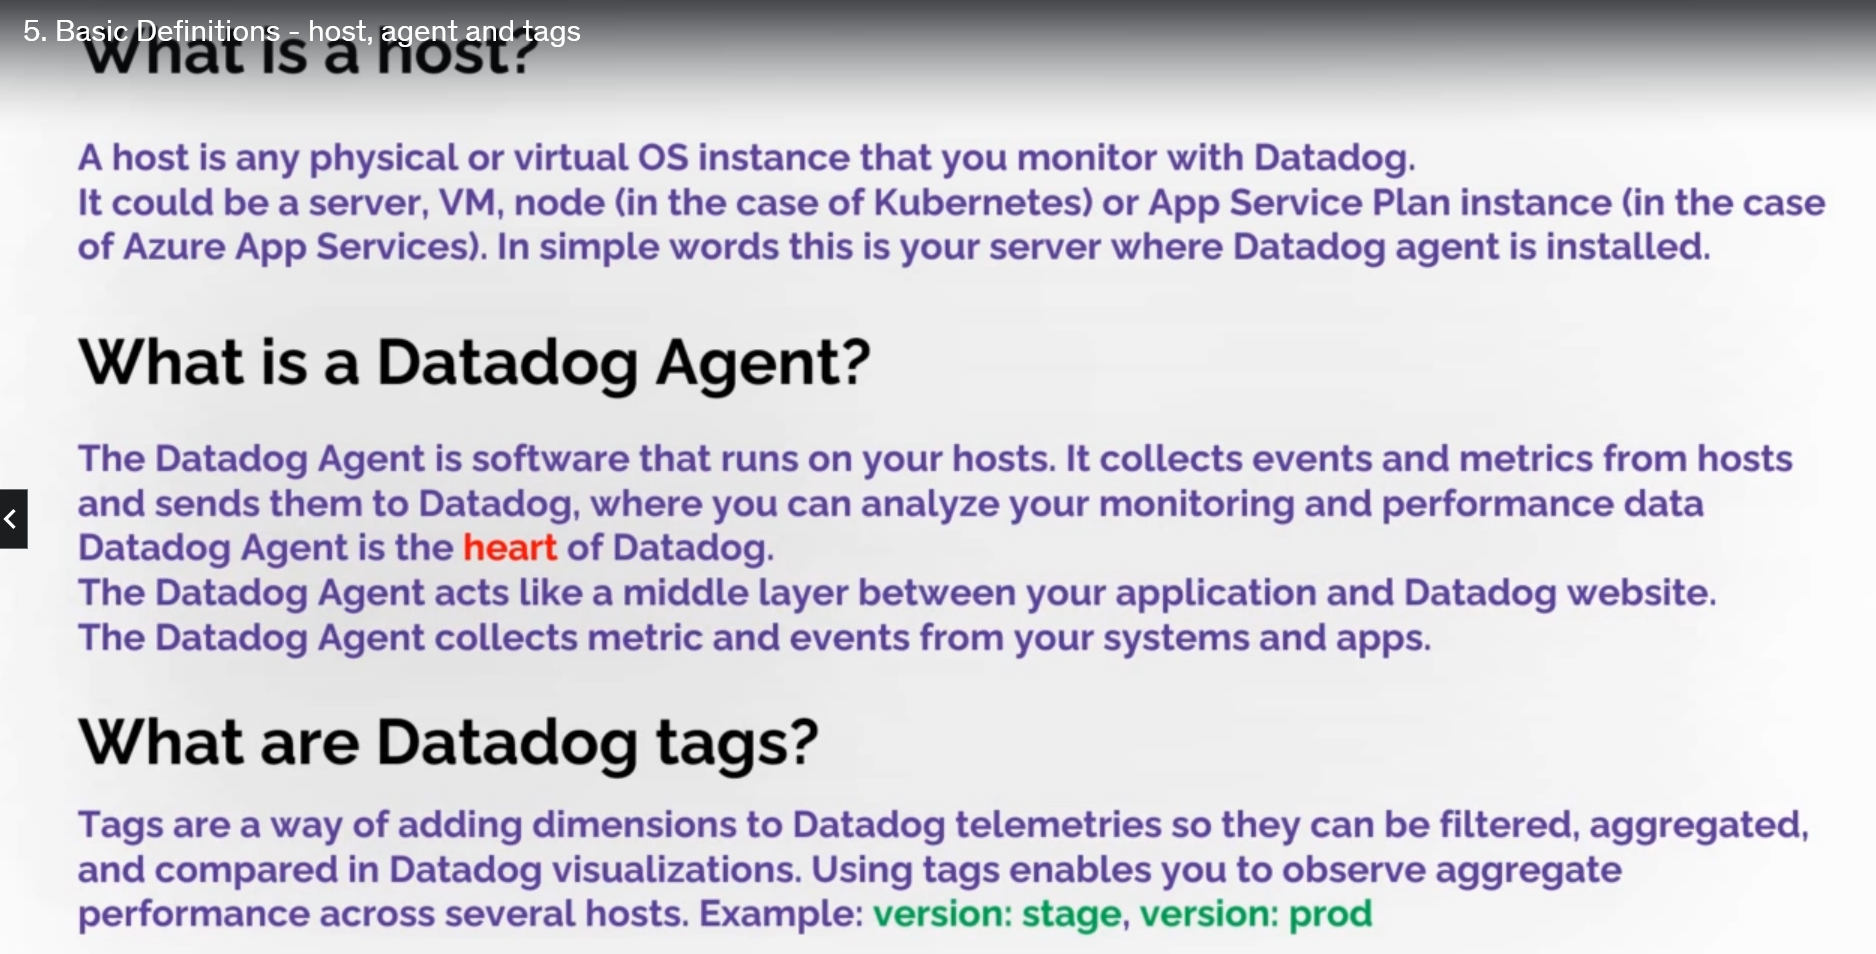 5. Basic Definitions - host, agent and tags
What is a host?
A host is any physical or virtual OS instance that you monitor with Datadog.
It could be a server, VM, node (in the case of Kubernetes) or App Service Plan instance (in the case
of Azure App Services). In simple words this is your server where Datadog agent is installed.
What is a Datadog Agent?
The Datadog Agent is software that runs on your hosts. It collects events and metrics from hosts
and sends them to Datadog, where you can analyze your monitoring and performance data
Datadog Agent is the heart of Datadog.
The Datadog Agent acts like a middle layer between your application and Datadog website.
The Datadog Agent collects metric and events from your systems and apps.
What are Datadog tags?
Tags are a way of adding dimensions to Datadog telemetries so they can be filtered, aggregated,
and compared in Datadog visualizations. Using tags enables you to observe aggregate
performance across several hosts. Example: version: stage, version: prod